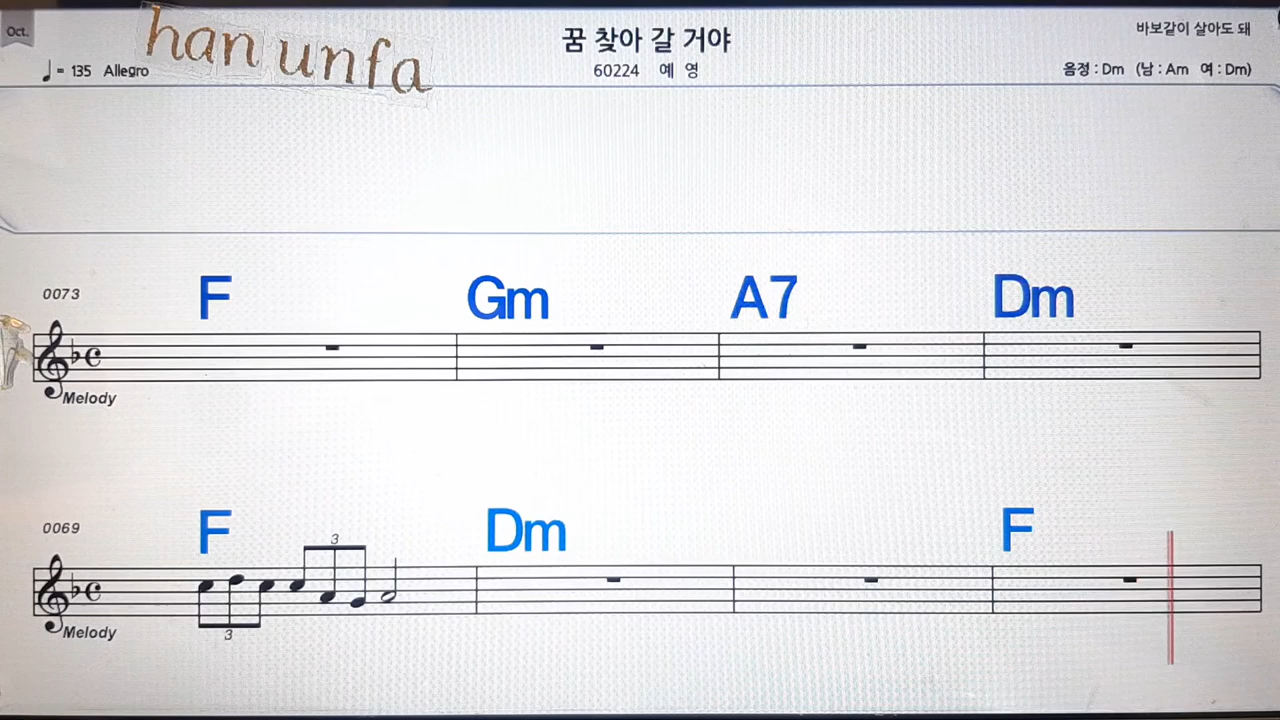 Oct.
han unfa
꿈 찾아 갈 거야
바보같이 살아도 돼
♩= 135 Allegro
60224 예 영
음정 : Dm (남 : Am 여 : Dm)
0073
F Gm A7 Dm
Melody
0069
F Dm F
3
3
Melody